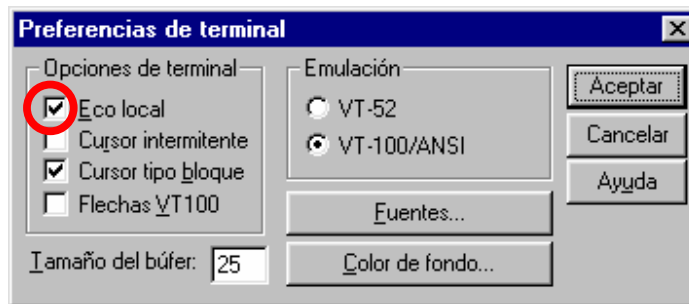 Preferencias de terminal
Opciones de terminal
Eco local
Cursor intermitente
Cursor tipo bloque
Flechas VT100
Tamaño del búfer: 25
Emulación
VT-52
VT-100/ANSI
Fuentes...
Color de fondo...
Aceptar
Cancelar
Ayuda